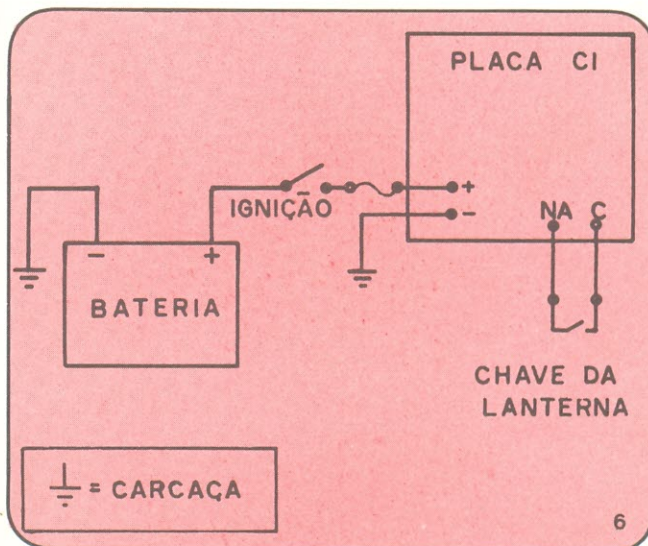 PLACA CI
+
-
NA C
IGNIÇÃO
- +
BATERIA
CHAVE DA
LANTERNA
= CARCAÇA
6